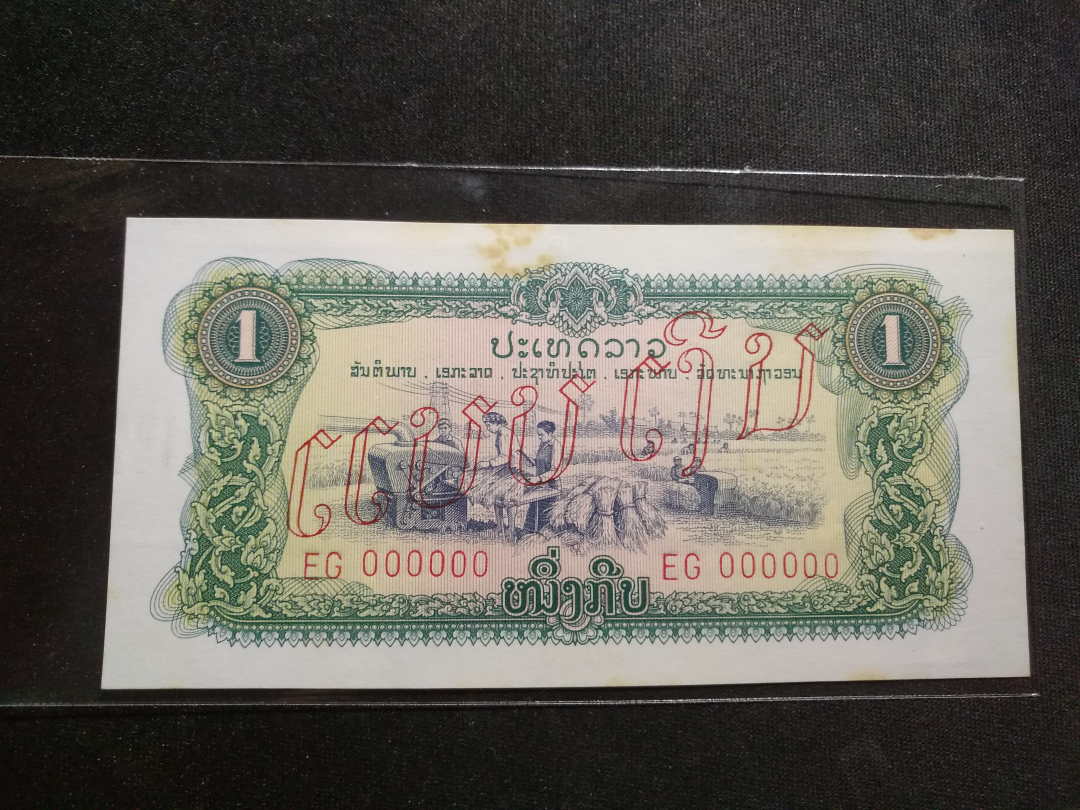 1
1
ປະເທດລາວ
ສັນຕິພາບ . ເອກະລາດ . ປະຊາທິປະໄຕ . ເອກະພາບ . ວັດທະນາຖາວອນ
ແບບ ເງິນ
EG 000000
EG 000000
ໜຶ່ງກີບ